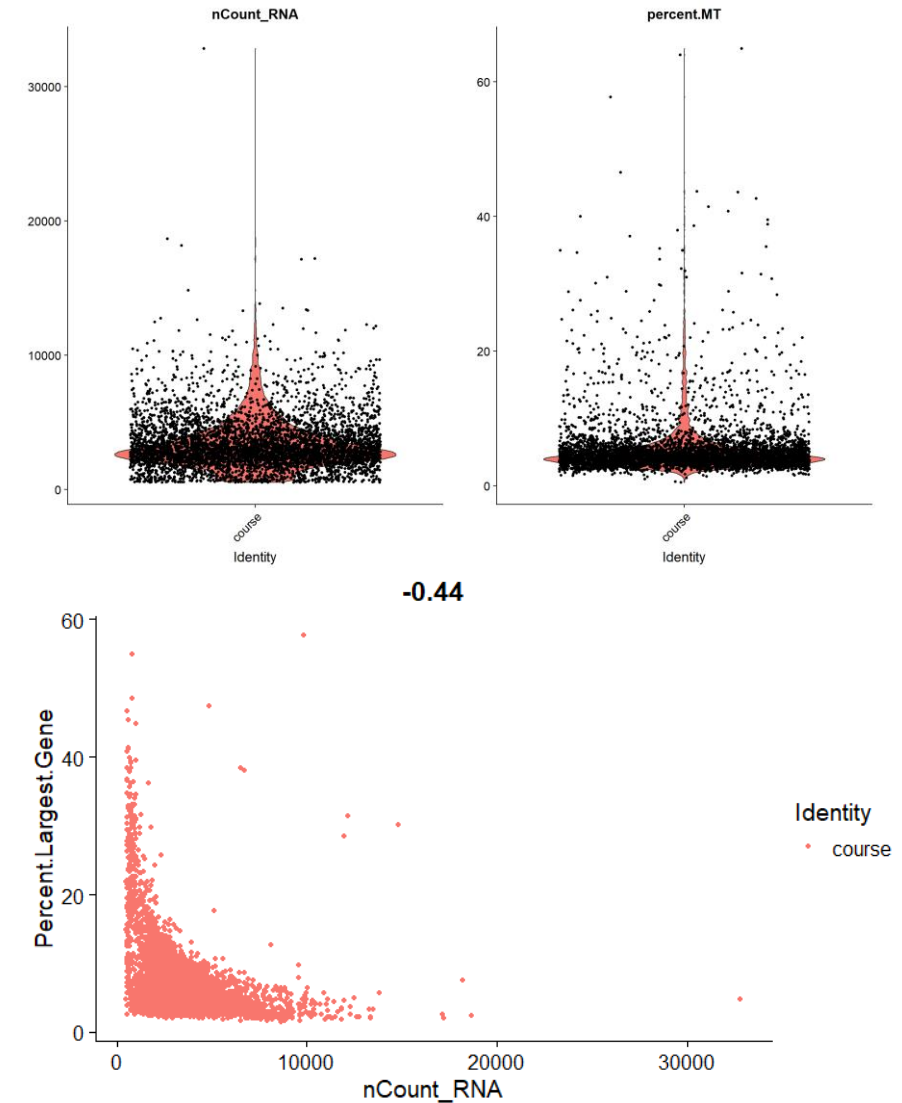 nCount_RNA
30000
20000
10000
0
course
Identity
percent.MT
60
40
20
0
course
Identity
-0.44
Percent.Largest.Gene
60
40
20
0
0 10000 20000 30000
nCount_RNA
Identity
course